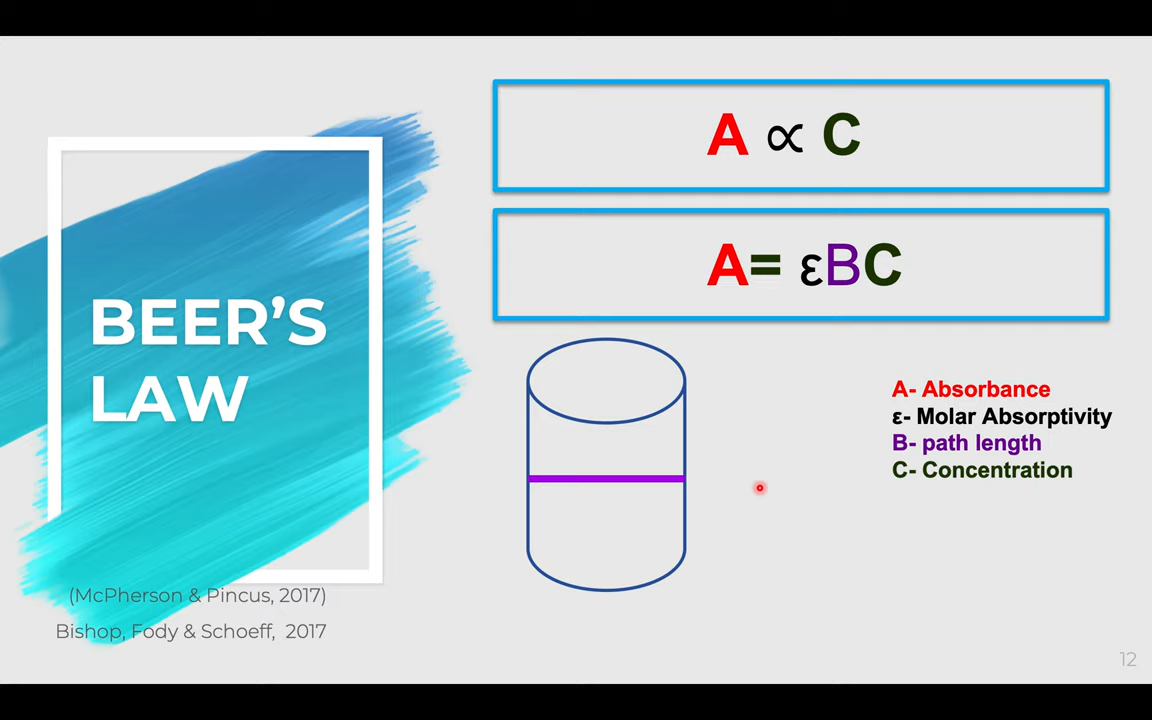 BEER’S
LAW
(McPherson & Pincus, 2017)
Bishop, Fody & Schoeff,  2017
A ∝ C
A= εBC
A- Absorbance
ε- Molar Absorptivity
B- path length
C- Concentration
12